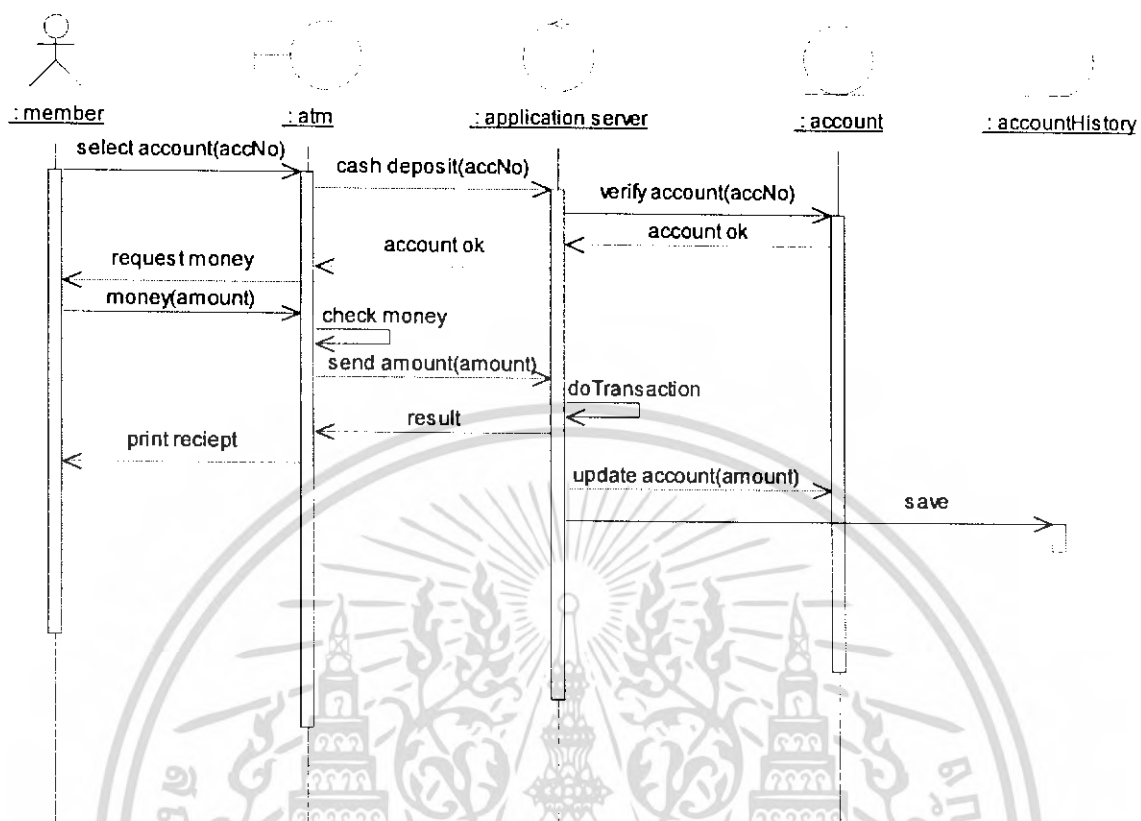 : member
: atm
: application server
: account
: accountHistory
select account(accNo)
cash deposit(accNo)
verify account(accNo)
account ok
account ok
request money
money(amount)
check money
send amount(amount)
doTransaction
result
print reciept
update account(amount)
save